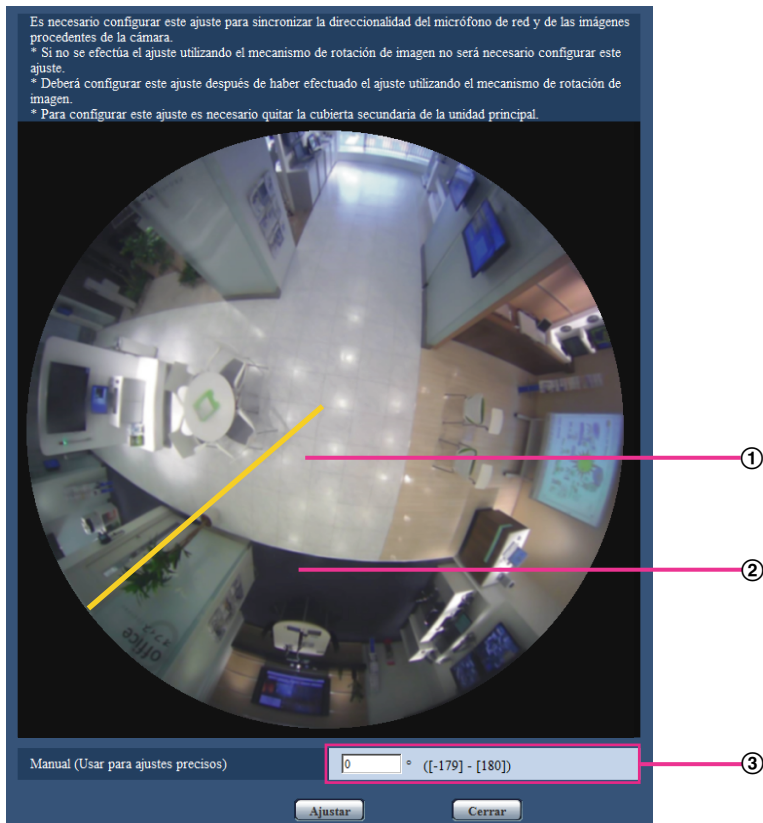 Es necesario configurar este ajuste para sincronizar la direccionalidad del micrófono de red y de las imágenes
procedentes de la cámara.
* Si no se efectúa el ajuste utilizando el mecanismo de rotación de imagen no será necesario configurar este
ajuste.
* Deberá configurar este ajuste después de haber efectuado el ajuste utilizando el mecanismo de rotación de
imagen.
* Para configurar este ajuste es necesario quitar la cubierta secundaria de la unidad principal.
①
②
office
Manual (Usar para ajustes precisos)
0 ° ([-179] - [180])
③
Ajustar
Cerrar